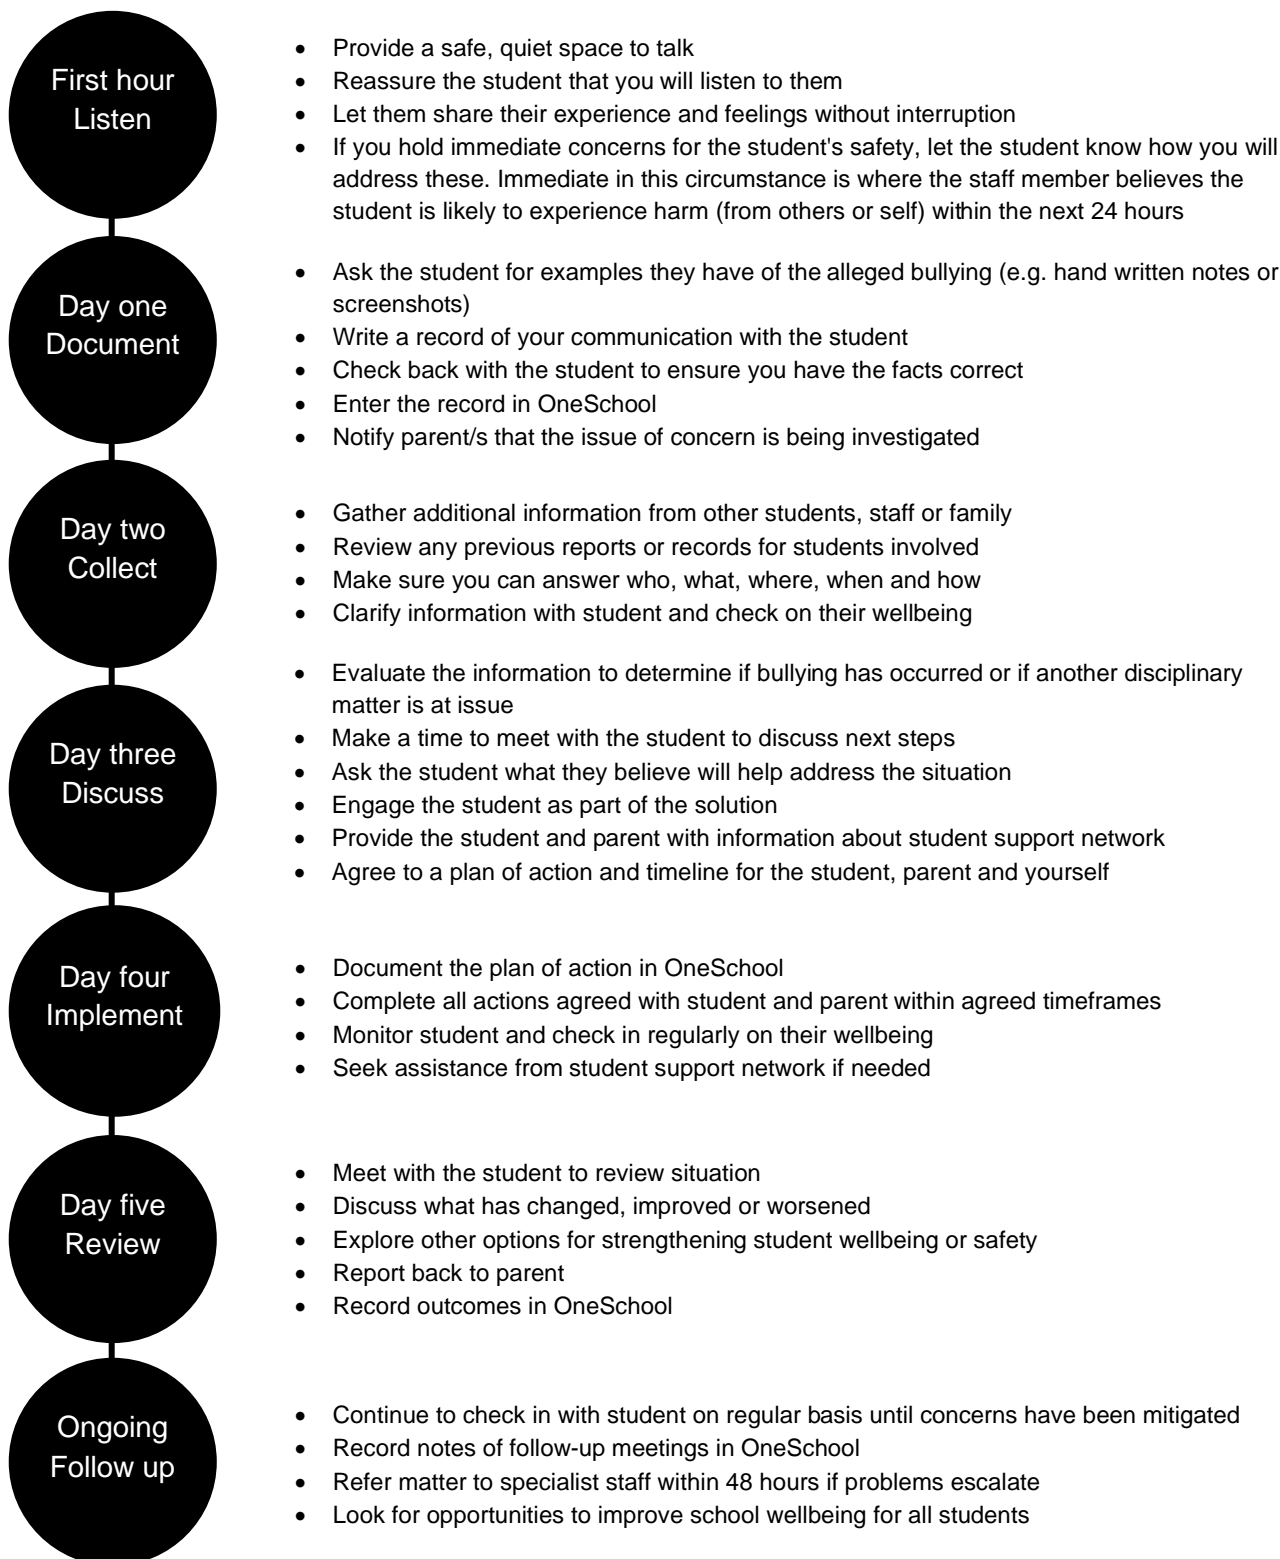 First hour
Listen
• Provide a safe, quiet space to talk
• Reassure the student that you will listen to them
• Let them share their experience and feelings without interruption
• If you hold immediate concerns for the student's safety, let the student know how you will
address these. Immediate in this circumstance is where the staff member believes the
student is likely to experience harm (from others or self) within the next 24 hours
Day one
Document
• Ask the student for examples they have of the alleged bullying (e.g. hand written notes or
screenshots)
• Write a record of your communication with the student
• Check back with the student to ensure you have the facts correct
• Enter the record in OneSchool
• Notify parent/s that the issue of concern is being investigated
Day two
Collect
• Gather additional information from other students, staff or family
• Review any previous reports or records for students involved
• Make sure you can answer who, what, where, when and how
• Clarify information with student and check on their wellbeing
Day three
Discuss
• Evaluate the information to determine if bullying has occurred or if another disciplinary
matter is at issue
• Make a time to meet with the student to discuss next steps
• Ask the student what they believe will help address the situation
• Engage the student as part of the solution
• Provide the student and parent with information about student support network
• Agree to a plan of action and timeline for the student, parent and yourself
Day four
Implement
• Document the plan of action in OneSchool
• Complete all actions agreed with student and parent within agreed timeframes
• Monitor student and check in regularly on their wellbeing
• Seek assistance from student support network if needed
Day five
Review
• Meet with the student to review situation
• Discuss what has changed, improved or worsened
• Explore other options for strengthening student wellbeing or safety
• Report back to parent
• Record outcomes in OneSchool
Ongoing
Follow up
• Continue to check in with student on regular basis until concerns have been mitigated
• Record notes of follow-up meetings in OneSchool
• Refer matter to specialist staff within 48 hours if problems escalate
• Look for opportunities to improve school wellbeing for all students